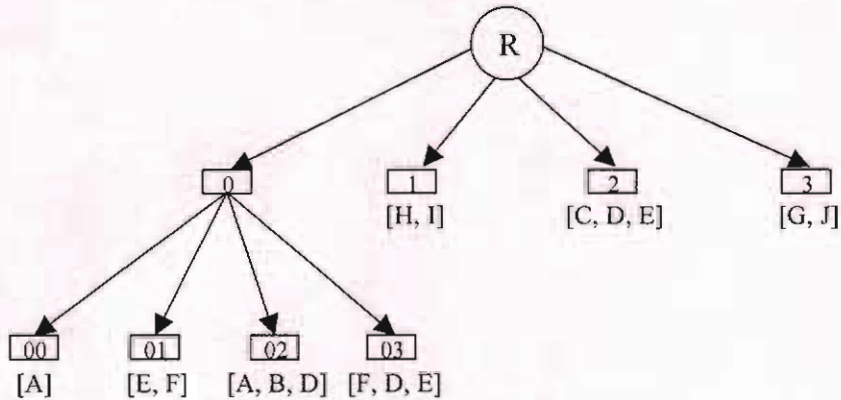 R
0 1 2 3
[H, I] [C, D, E] [G, J]
00 01 02 03
[A] [E, F] [A, B, D] [F, D, E]